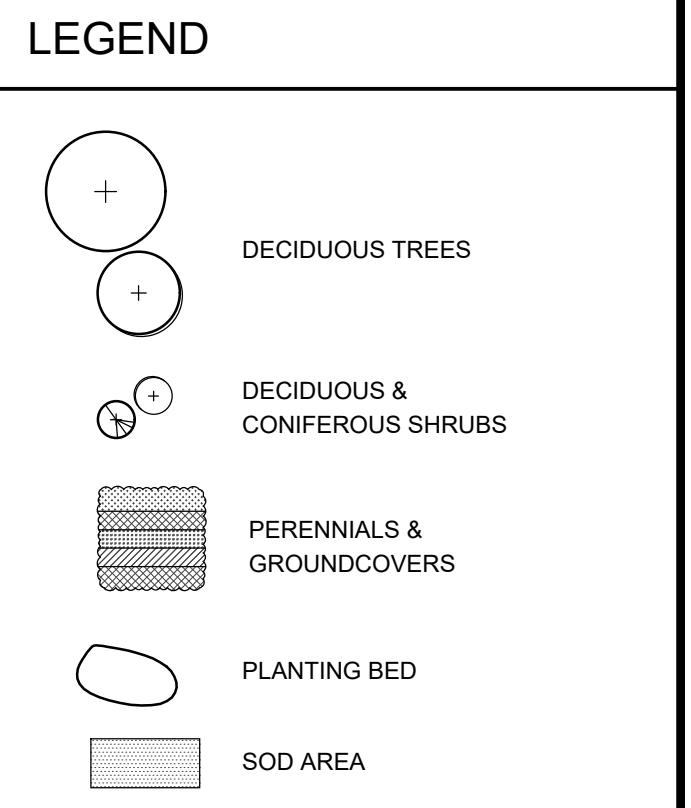 LEGEND
DECIDUOUS TREES
DECIDUOUS &
CONIFEROUS SHRUBS
PERENNIALS &
GROUNDCOVERS
PLANTING BED
SOD AREA